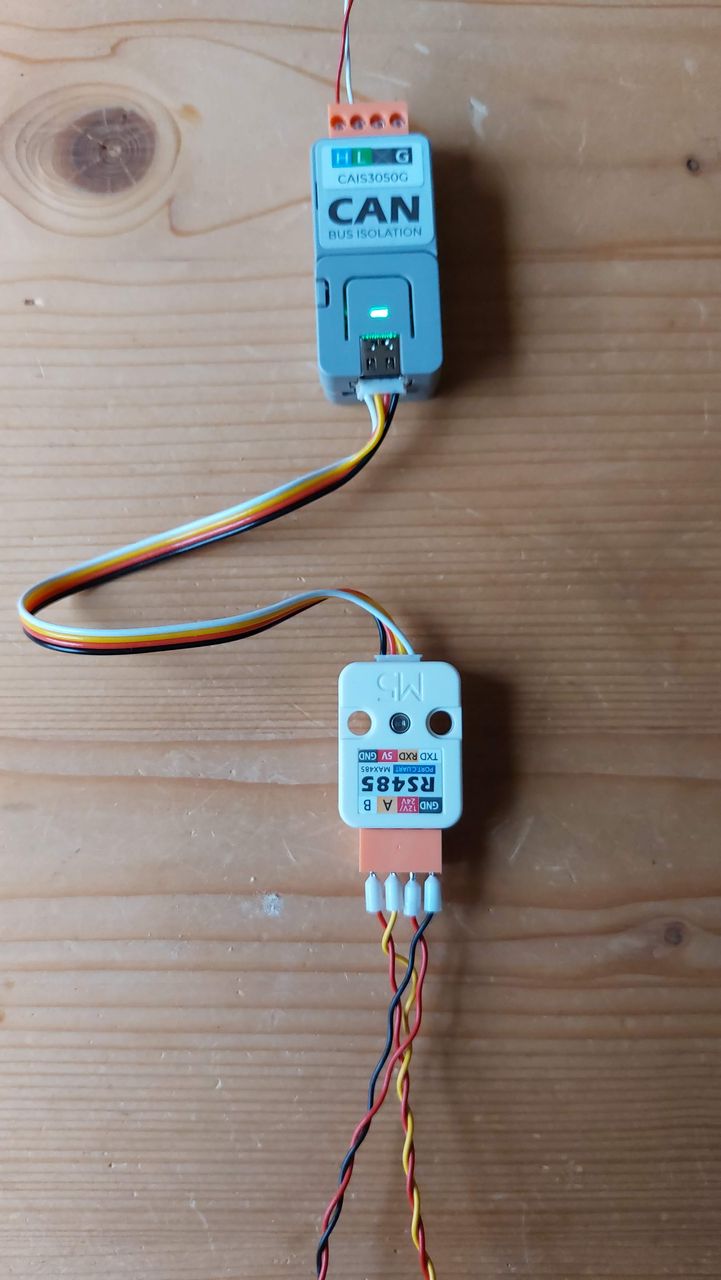 H L G
CAIS3050G
CAN
BUS ISOLATION
M5
GND 5V RXD TXD
PORT.C UART MAX485
RS485
B A 12V/24V GND